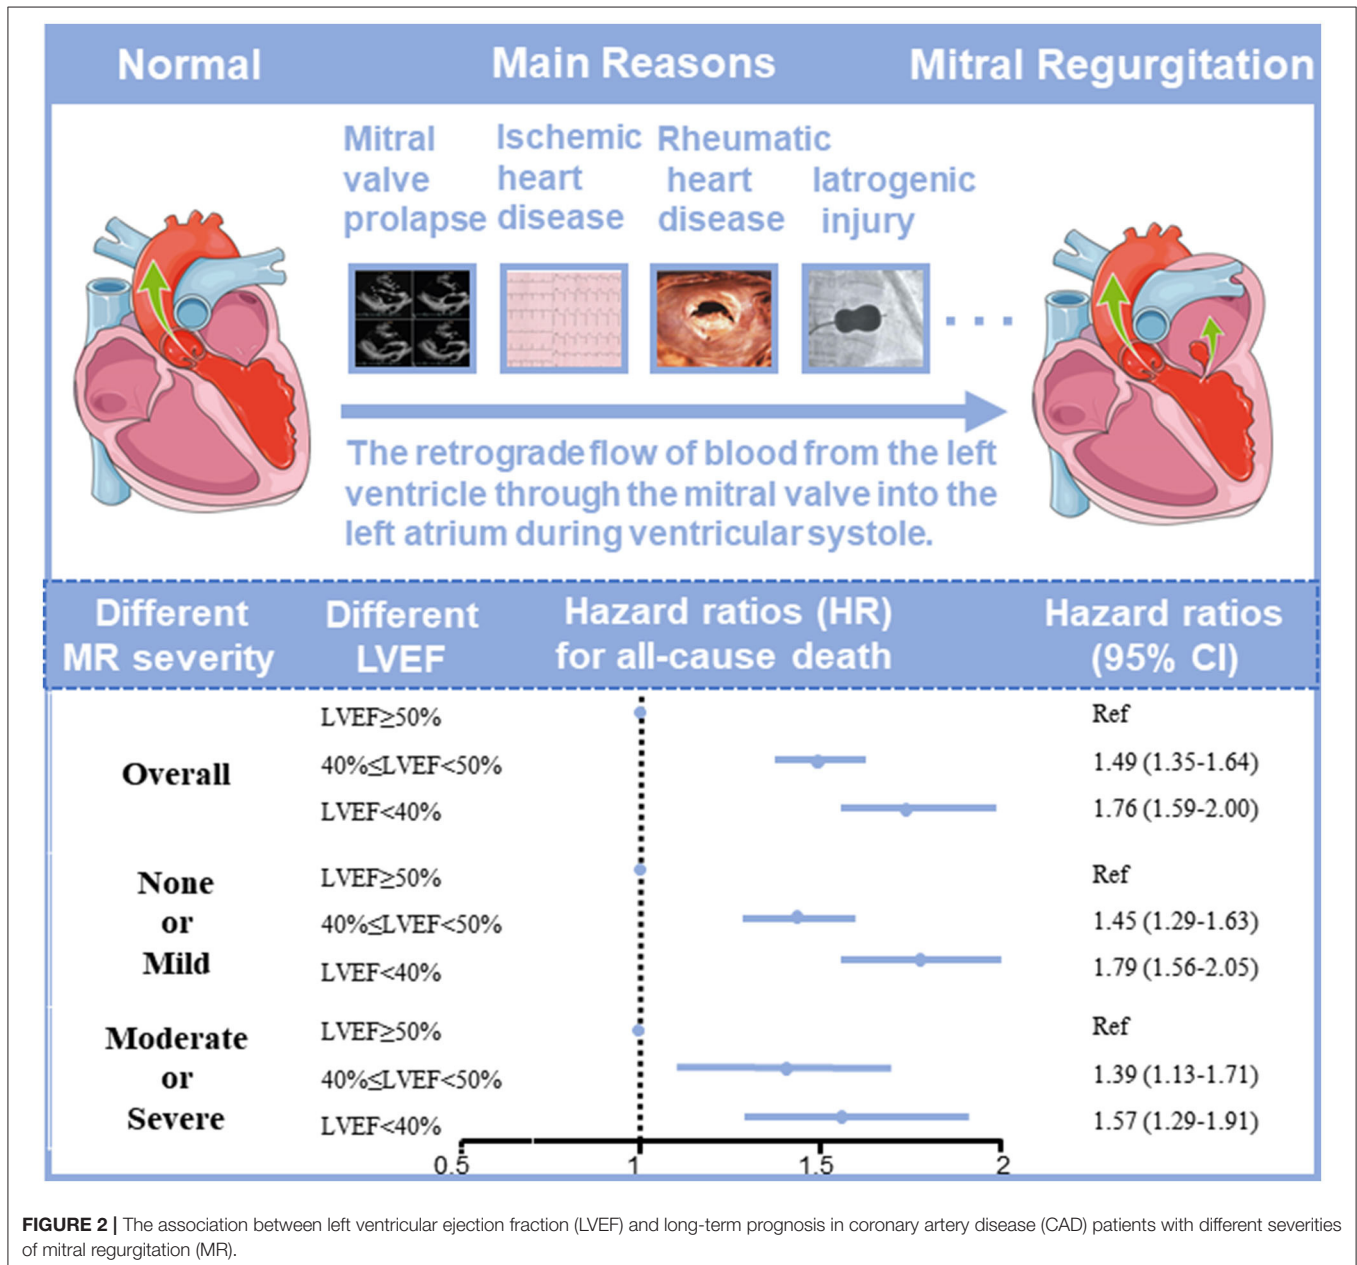 Normal
Main Reasons
Mitral Regurgitation
Mitral
valve
prolapse
Ischemic
heart
disease
Rheumatic
heart
disease
Iatrogenic
injury
The retrograde flow of blood from the left
ventricle through the mitral valve into the
left atrium during ventricular systole.
Different
MR severity
Different
LVEF
Hazard ratios (HR)
for all-cause death
Hazard ratios
(95% CI)
Overall
LVEF≥50%
Ref
40%≤LVEF<50%
1.49 (1.35-1.64)
LVEF<40%
1.76 (1.59-2.00)
None
or
Mild
LVEF≥50%
Ref
40%≤LVEF<50%
1.45 (1.29-1.63)
LVEF<40%
1.79 (1.56-2.05)
Moderate
or
Severe
LVEF≥50%
Ref
40%≤LVEF<50%
1.39 (1.13-1.71)
LVEF<40%
1.57 (1.29-1.91)
0.5
1
1.5
2
FIGURE 2 | The association between left ventricular ejection fraction (LVEF) and long-term prognosis in coronary artery disease (CAD) patients with different severities
of mitral regurgitation (MR).